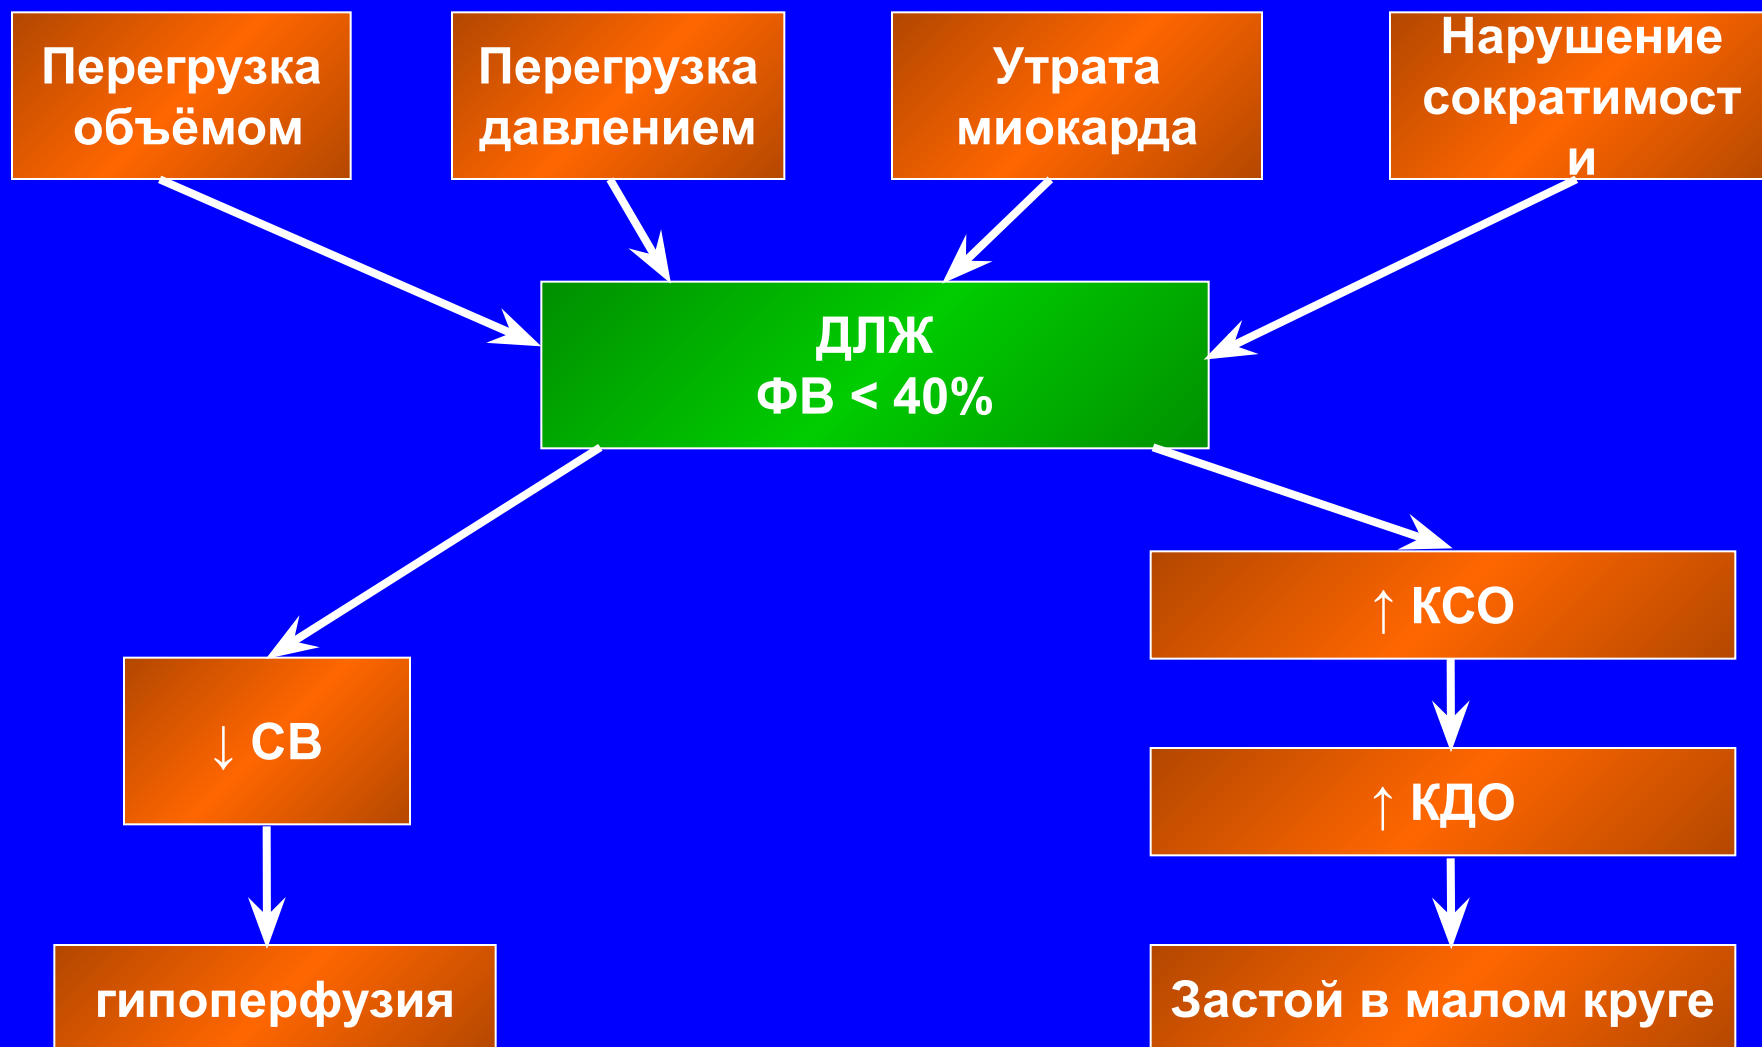 Перегрузка
объёмом
Перегрузка
давлением
Утрата
миокарда
Нарушение
сократимост
и
ДЛЖ
ФВ < 40%
↑ КСО
↓ СВ
↑ КДО
гипоперфузия
Застой в малом круге